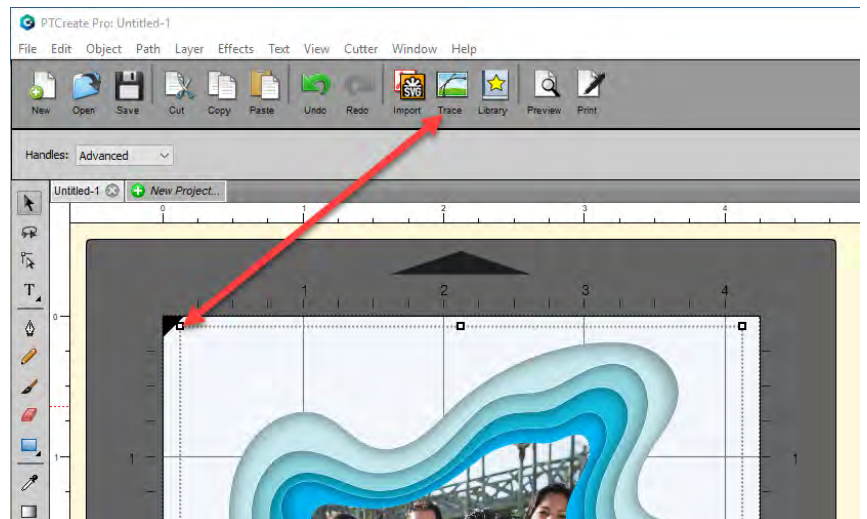 PTCreate Pro: Untitled-1
File Edit Object Path Layer Effects Text View Cutter Window Help
SVG
New Open Save Cut Copy Paste Undo Redo Import Trace Library Preview Print
Handles: Advanced
Untitled-1 New Project...
0 1 2 3 4
1 2 3 4
T
0
1 1 1